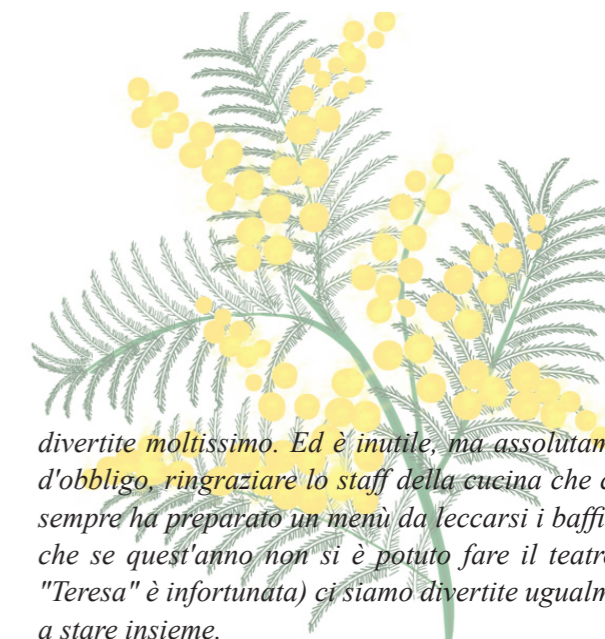 divertite moltissimo. Ed è inutile, ma assolutam
d'obbligo, ringraziare lo staff della cucina che c
sempre ha preparato un menù da leccarsi i baffi
che se quest'anno non si è potuto fare il teatro
"Teresa" è infortunata) ci siamo divertite ugualm
a stare insieme.